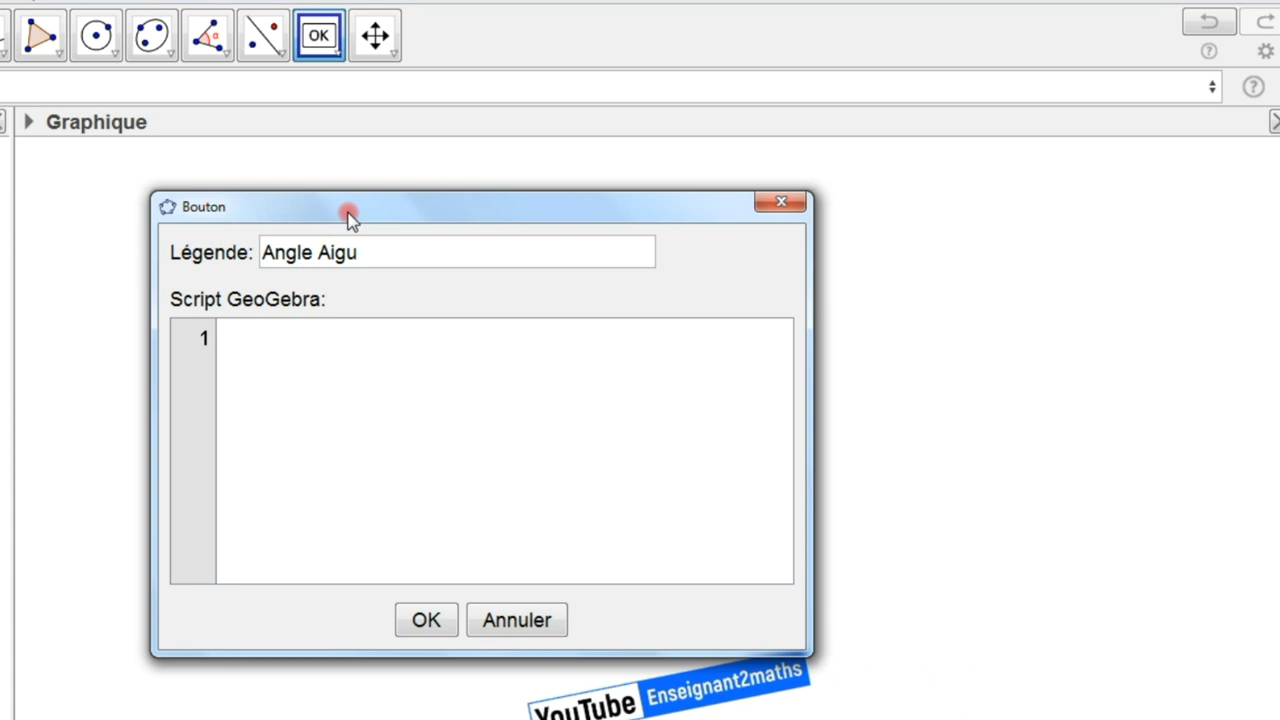 OK
Graphique
Bouton
Légende: Angle Aigu
Script GeoGebra:
1
OK Annuler
YouTube Enseignant2maths